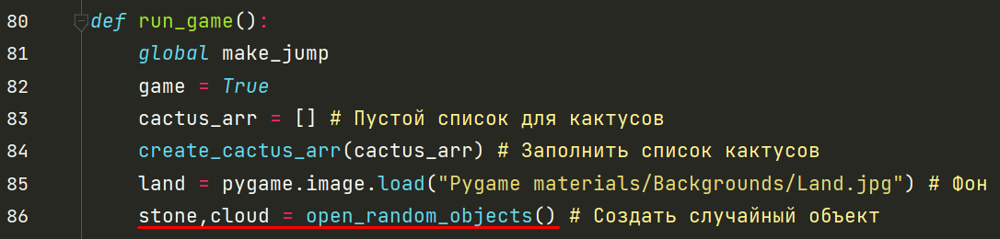 80 def run_game():
81 global make_jump
82 game = True
83 cactus_arr = [] # Пустой список для кактусов
84 create_cactus_arr(cactus_arr) # Заполнить список кактусов
85 land = pygame.image.load("Pygame materials/Backgrounds/Land.jpg") # Фон
86 stone,cloud = open_random_objects() # Создать случайный объект